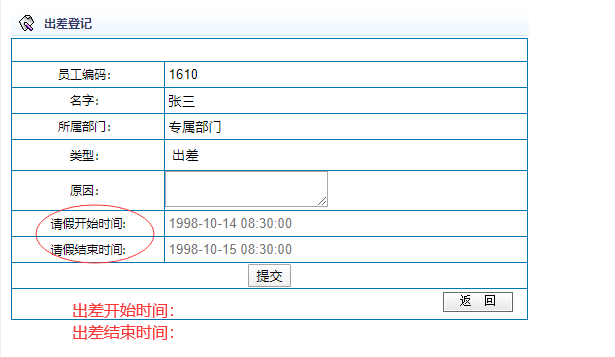 出差登记
员工编码： 1610
名字： 张三
所属部门： 专属部门
类型： 出差
原因：
请假开始时间： 1998-10-14 08:30:00
请假结束时间： 1998-10-15 08:30:00
提交
返 回
出差开始时间：
出差结束时间：